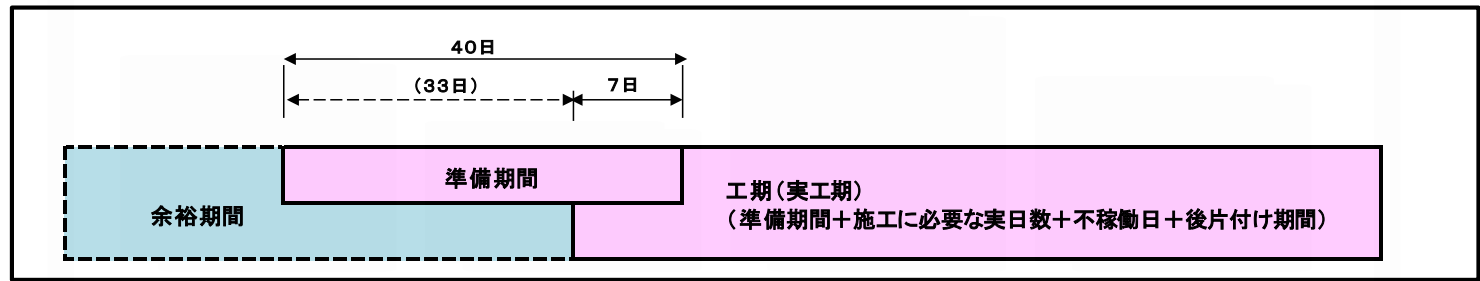 40日
(33日)
7日
準備期間
余裕期間
工期(実工期)
(準備期間+施工に必要な実日数+不稼働日+後片付け期間)